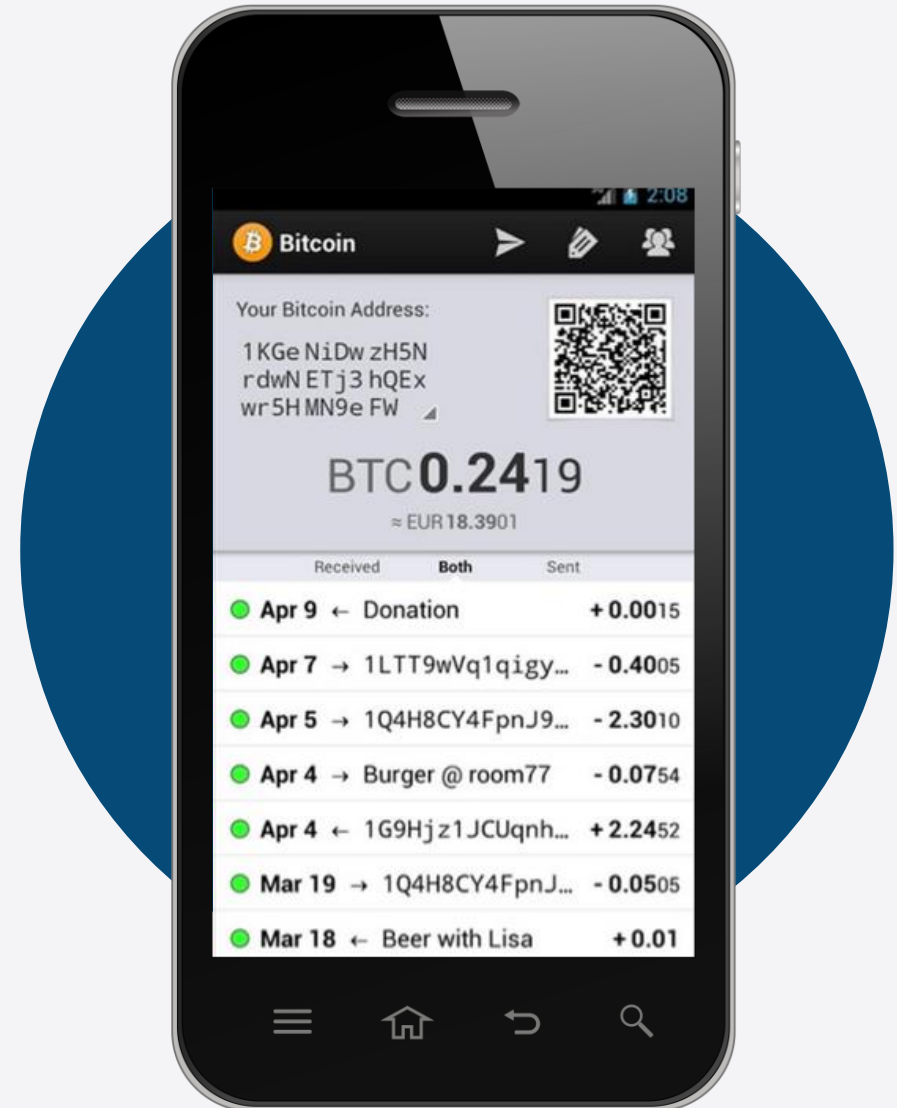 2:08
Bitcoin
Your Bitcoin Address:
1KGe NiDw zH5N
rdwN ETj3 hQEx
wr5H MN9e FW
BTC 0.2419
≈ EUR 18.3901
Received Both Sent
Apr 9 ← Donation +0.0015
Apr 7 → 1LTT9wVq1qigy… -0.4005
Apr 5 → 1Q4H8CY4FpnJ9… -2.3010
Apr 4 → Burger @ room77 -0.0754
Apr 4 ← 1G9Hjz1JCUqnh… +2.2452
Mar 19 → 1Q4H8CY4FpnJ… -0.0505
Mar 18 ← Beer with Lisa +0.01